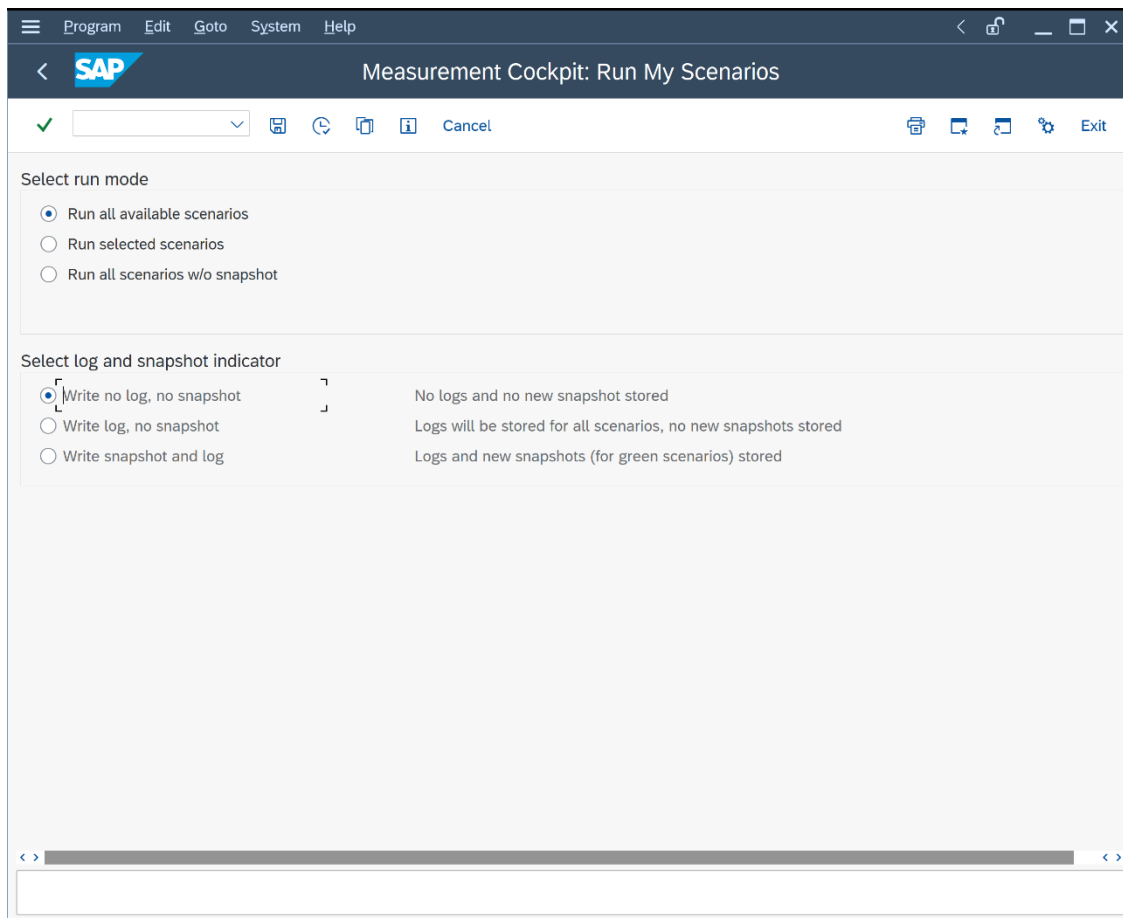 Program Edit Goto System Help
SAP Measurement Cockpit: Run My Scenarios
Cancel Exit
Select run mode
Run all available scenarios
Run selected scenarios
Run all scenarios w/o snapshot
Select log and snapshot indicator
Write no log, no snapshot No logs and no new snapshot stored
Write log, no snapshot Logs will be stored for all scenarios, no new snapshots stored
Write snapshot and log Logs and new snapshots (for green scenarios) stored